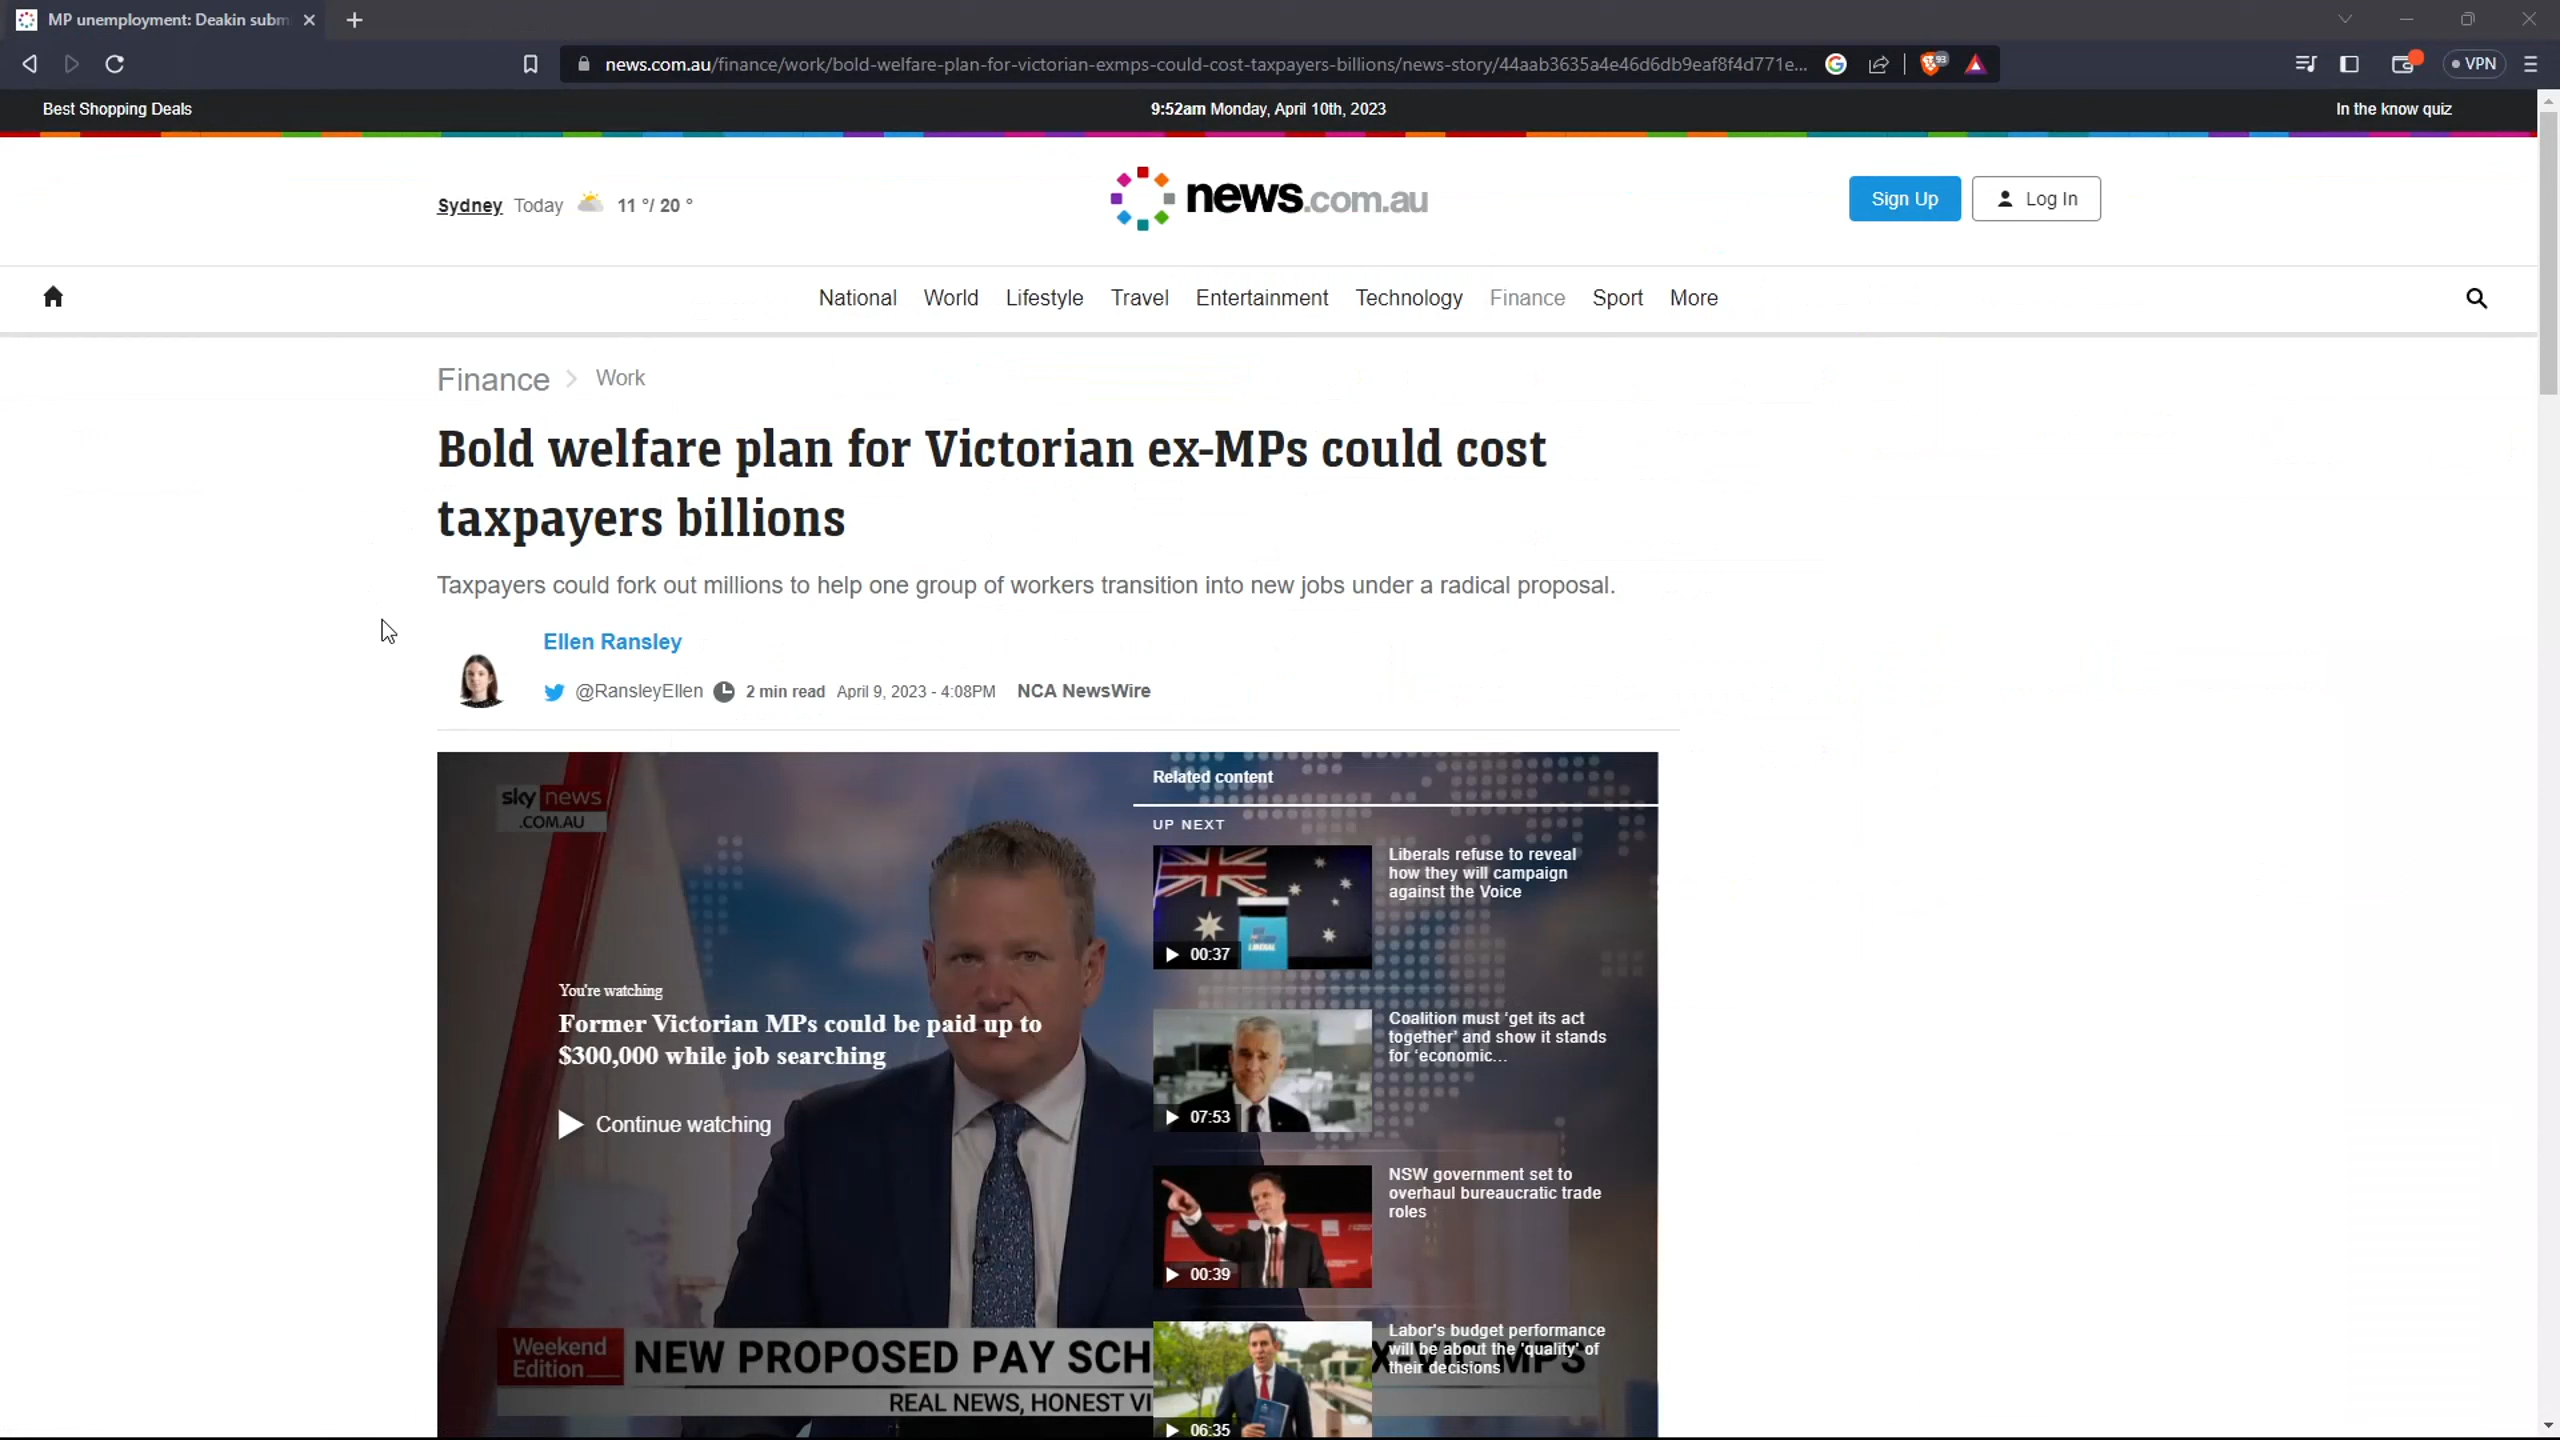 MP unemployment: Deakin subm
news.com.au/finance/work/bold-welfare-plan-for-victorian-exmps-could-cost-taxpayers-billions/news-story/44aab3635a4e46d6db9eaf8f4d771e...
93
VPN
Best Shopping Deals
9:52am Monday, April 10th, 2023
In the know quiz
Sydney Today 11 °/ 20 °
news.com.au
Sign Up
Log In
National World Lifestyle Travel Entertainment Technology Finance Sport More
Finance Work
Bold welfare plan for Victorian ex-MPs could cost
taxpayers billions
Taxpayers could fork out millions to help one group of workers transition into new jobs under a radical proposal.
Ellen Ransley
@RansleyEllen 2 min read April 9, 2023 - 4:08PM NCA NewsWire
sky news
.COM.AU
You're watching
Former Victorian MPs could be paid up to
$300,000 while job searching
Continue watching
Weekend
Edition
NEW PROPOSED PAY SCH
X-VIC MPS
REAL NEWS, HONEST VI
Related content
UP NEXT
LIBERAL
00:37
Liberals refuse to reveal
how they will campaign
against the Voice
07:53
Coalition must ‘get its act
together’ and show it stands
for ‘economic...
00:39
NSW government set to
overhaul bureaucratic trade
roles
06:35
Labor's budget performance
will be about the ‘quality’ of
their decisions